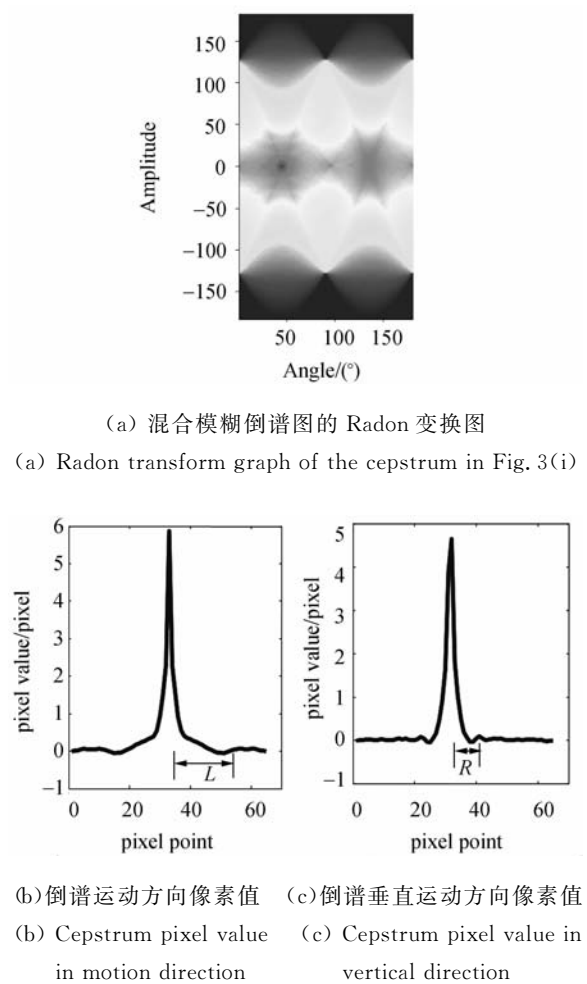 150
100
50
0
−50
−100
−150
Amplitude
50 100 150
Angle/(°)
(a) 混合模糊倒谱图的 Radon 变换图
(a) Radon transform graph of the cepstrum in Fig. 3(i)
6
5
4
3
2
1
0
−1
pixel value/pixel
L
0 20 40 60
pixel point
5
4
3
2
1
0
−1
pixel value/pixel
R
0 20 40 60
pixel point
(b)倒谱运动方向像素值 (c)倒谱垂直运动方向像素值
(b) Cepstrum pixel value (c) Cepstrum pixel value in
in motion direction vertical direction